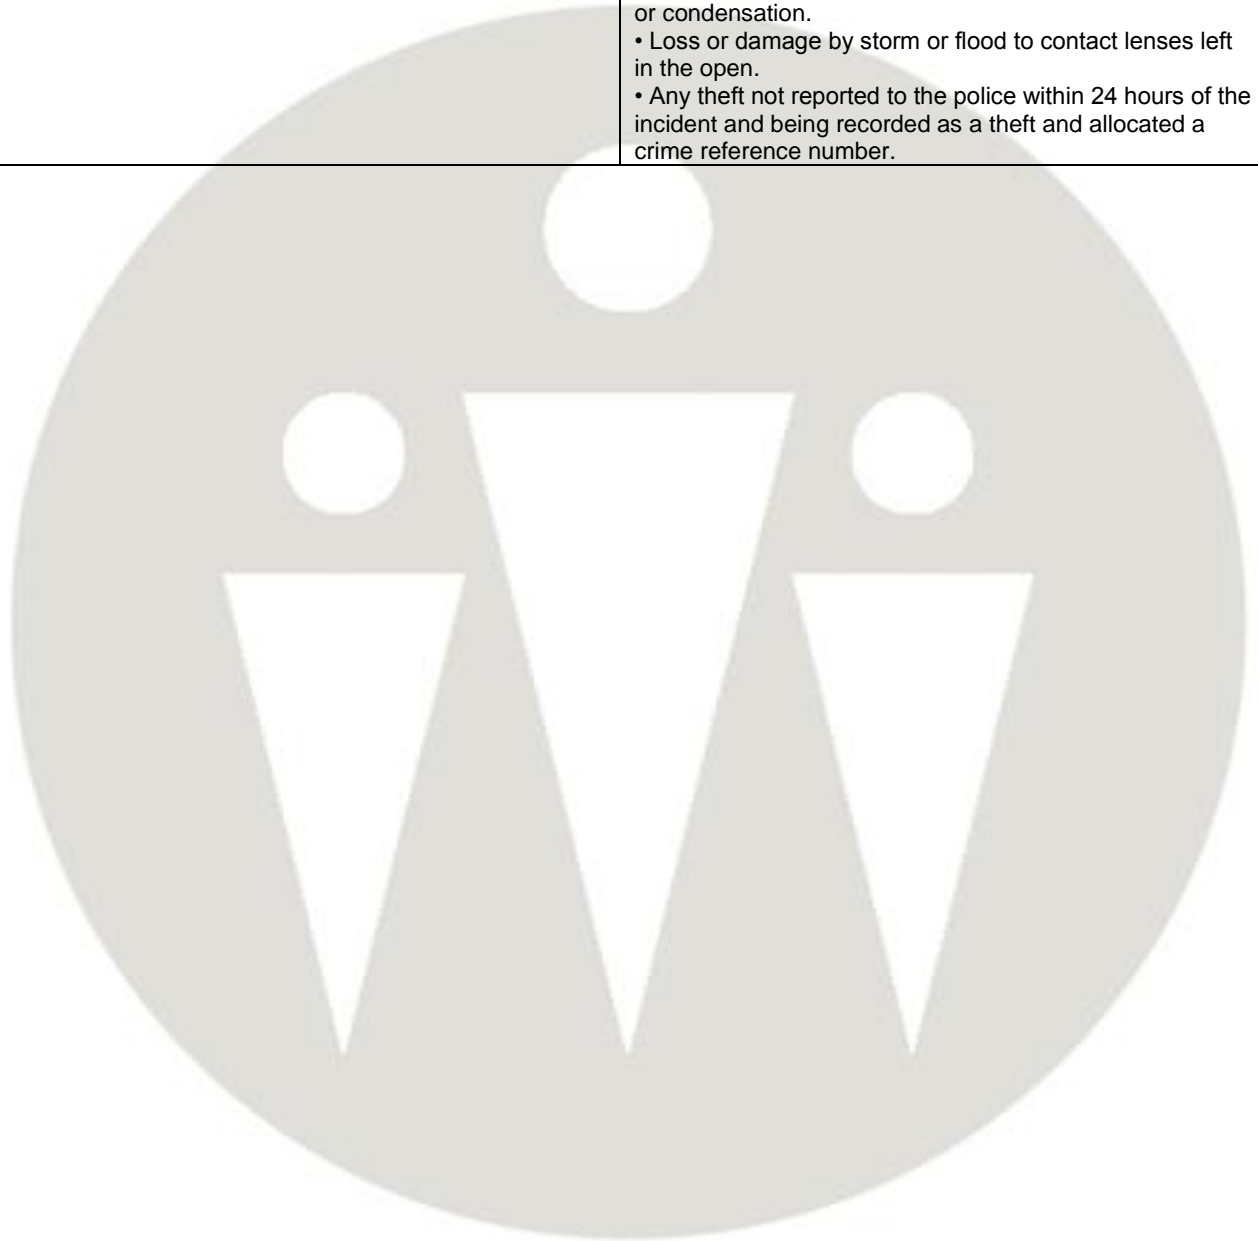 or condensation.
• Loss or damage by storm or flood to contact lenses left
in the open.
• Any theft not reported to the police within 24 hours of the
incident and being recorded as a theft and allocated a
crime reference number.